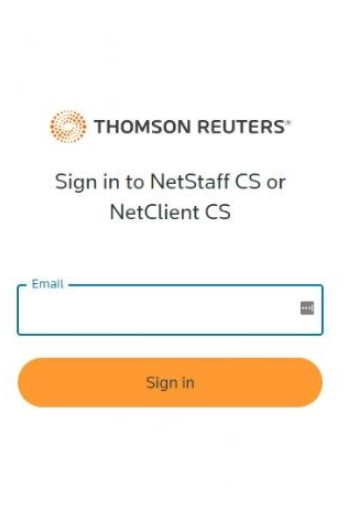 THOMSON REUTERS®
Sign in to NetStaff CS or
NetClient CS
Email
Sign in